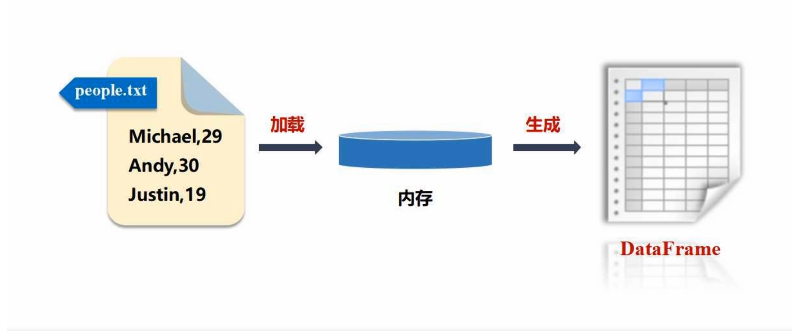 people.txt
Michael,29
Andy,30
Justin,19
加载
内存
生成
DataFrame